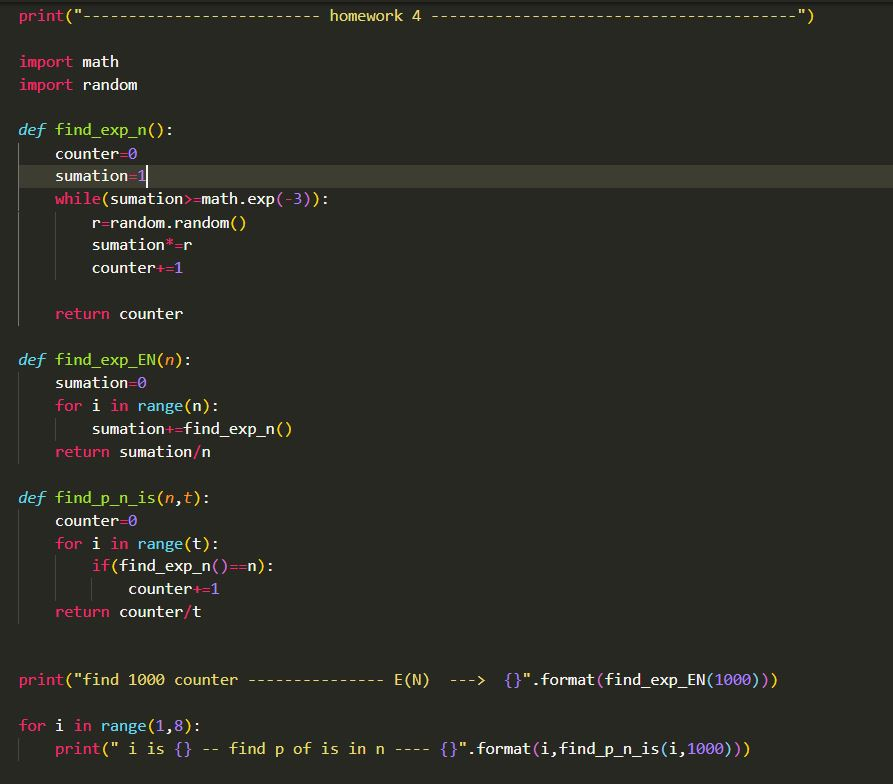 print("-------------------------- homework 4 ----------------------------------------")
import math
import random
def find_exp_n():
    counter=0
    sumation=1
    while(sumation>=math.exp(-3)):
        r=random.random()
        sumation*=r
        counter+=1
    return counter
def find_exp_EN(n):
    sumation=0
    for i in range(n):
        sumation+=find_exp_n()
    return sumation/n
def find_p_n_is(n,t):
    counter=0
    for i in range(t):
        if(find_exp_n()==n):
            counter+=1
    return counter/t
print("find 1000 counter --------------- E(N)  --->  {}".format(find_exp_EN(1000)))
for i in range(1,8):
    print(" i is {} -- find p of is in n ---- {}".format(i,find_p_n_is(i,1000)))